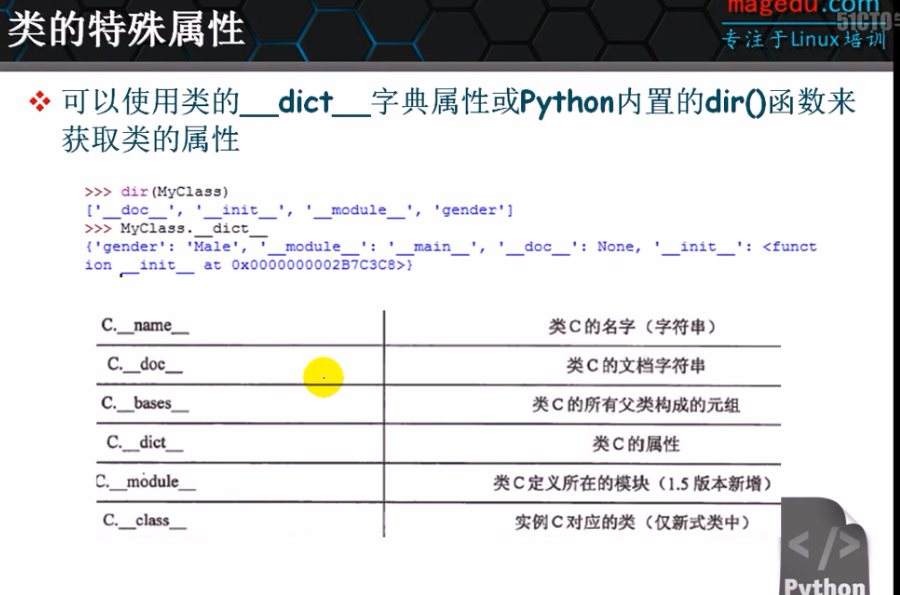 类的特殊属性
magedu.com
51CTO
专注于Linux培训
可以使用类的__dict__字典属性或Python内置的dir()函数来
获取类的属性
>>> dir(MyClass)
['__doc__', '__init__', '__module__', 'gender']
>>> MyClass.__dict__
{'gender': 'Male', '__module__': '__main__', '__doc__': None, '__init__': <funct
ion __init__ at 0x0000000002B7C3C8>}
C.__name__ 类C的名字（字符串）
C.__doc__ 类C的文档字符串
C.__bases__ 类C的所有父类构成的元组
C.__dict__ 类C的属性
C.__module__ 类C定义所在的模块（1.5版本新增）
C.__class__ 实例C对应的类（仅新式类中）
</>
Python